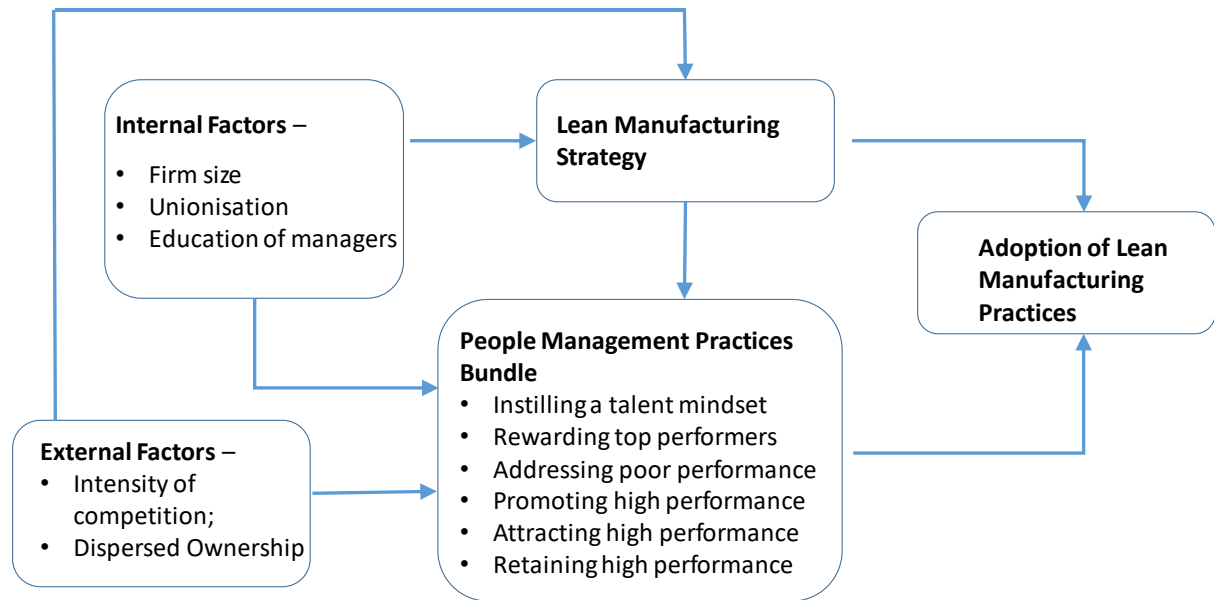 Internal Factors –
• Firm size
• Unionisation
• Education of managers
Lean Manufacturing
Strategy
Adoption of Lean
Manufacturing
Practices
People Management Practices
Bundle
• Instilling a talent mindset
• Rewarding top performers
• Addressing poor performance
• Promoting high performance
• Attracting high performance
• Retaining high performance
External Factors –
• Intensity of
competition;
• Dispersed Ownership